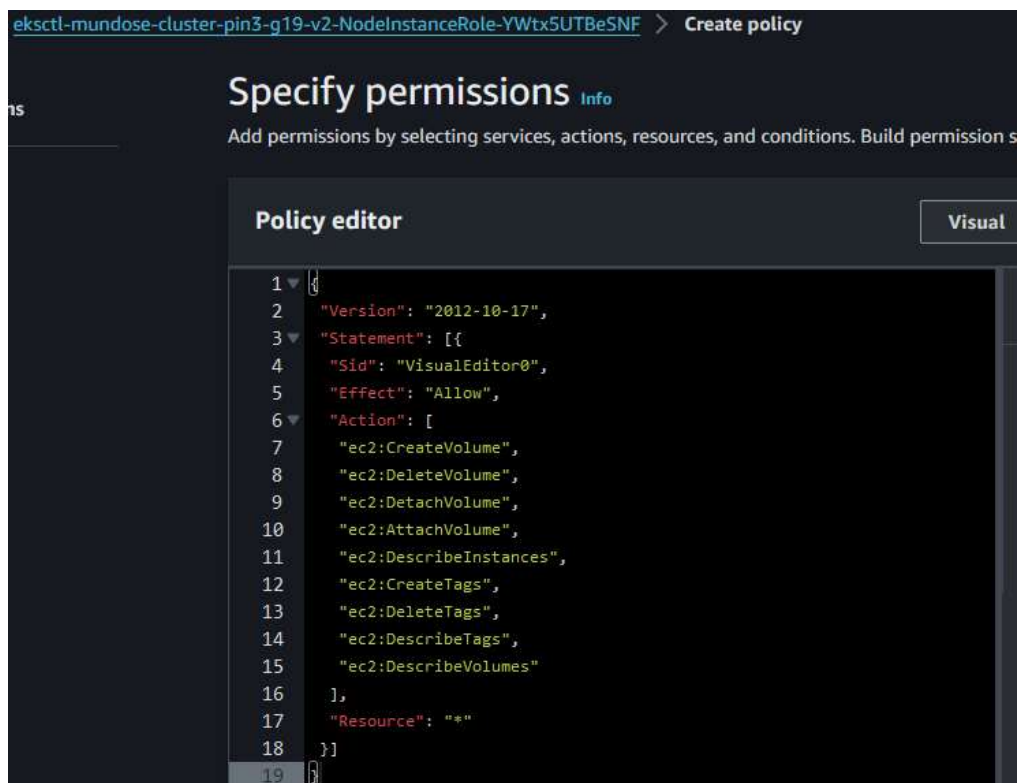 eksctl-mundose-cluster-pin3-g19-v2-NodeInstanceRole-YWtx5UTBeSNF > Create policy
ns
Specify permissions Info
Add permissions by selecting services, actions, resources, and conditions. Build permission s
Policy editor
Visual
1 {
2 "Version": "2012-10-17",
3 "Statement": [{
4 "Sid": "VisualEditor0",
5 "Effect": "Allow",
6 "Action": [
7 "ec2:CreateVolume",
8 "ec2:DeleteVolume",
9 "ec2:DetachVolume",
10 "ec2:AttachVolume",
11 "ec2:DescribeInstances",
12 "ec2:CreateTags",
13 "ec2:DeleteTags",
14 "ec2:DescribeTags",
15 "ec2:DescribeVolumes"
16 ],
17 "Resource": "*"
18 }]
19 }